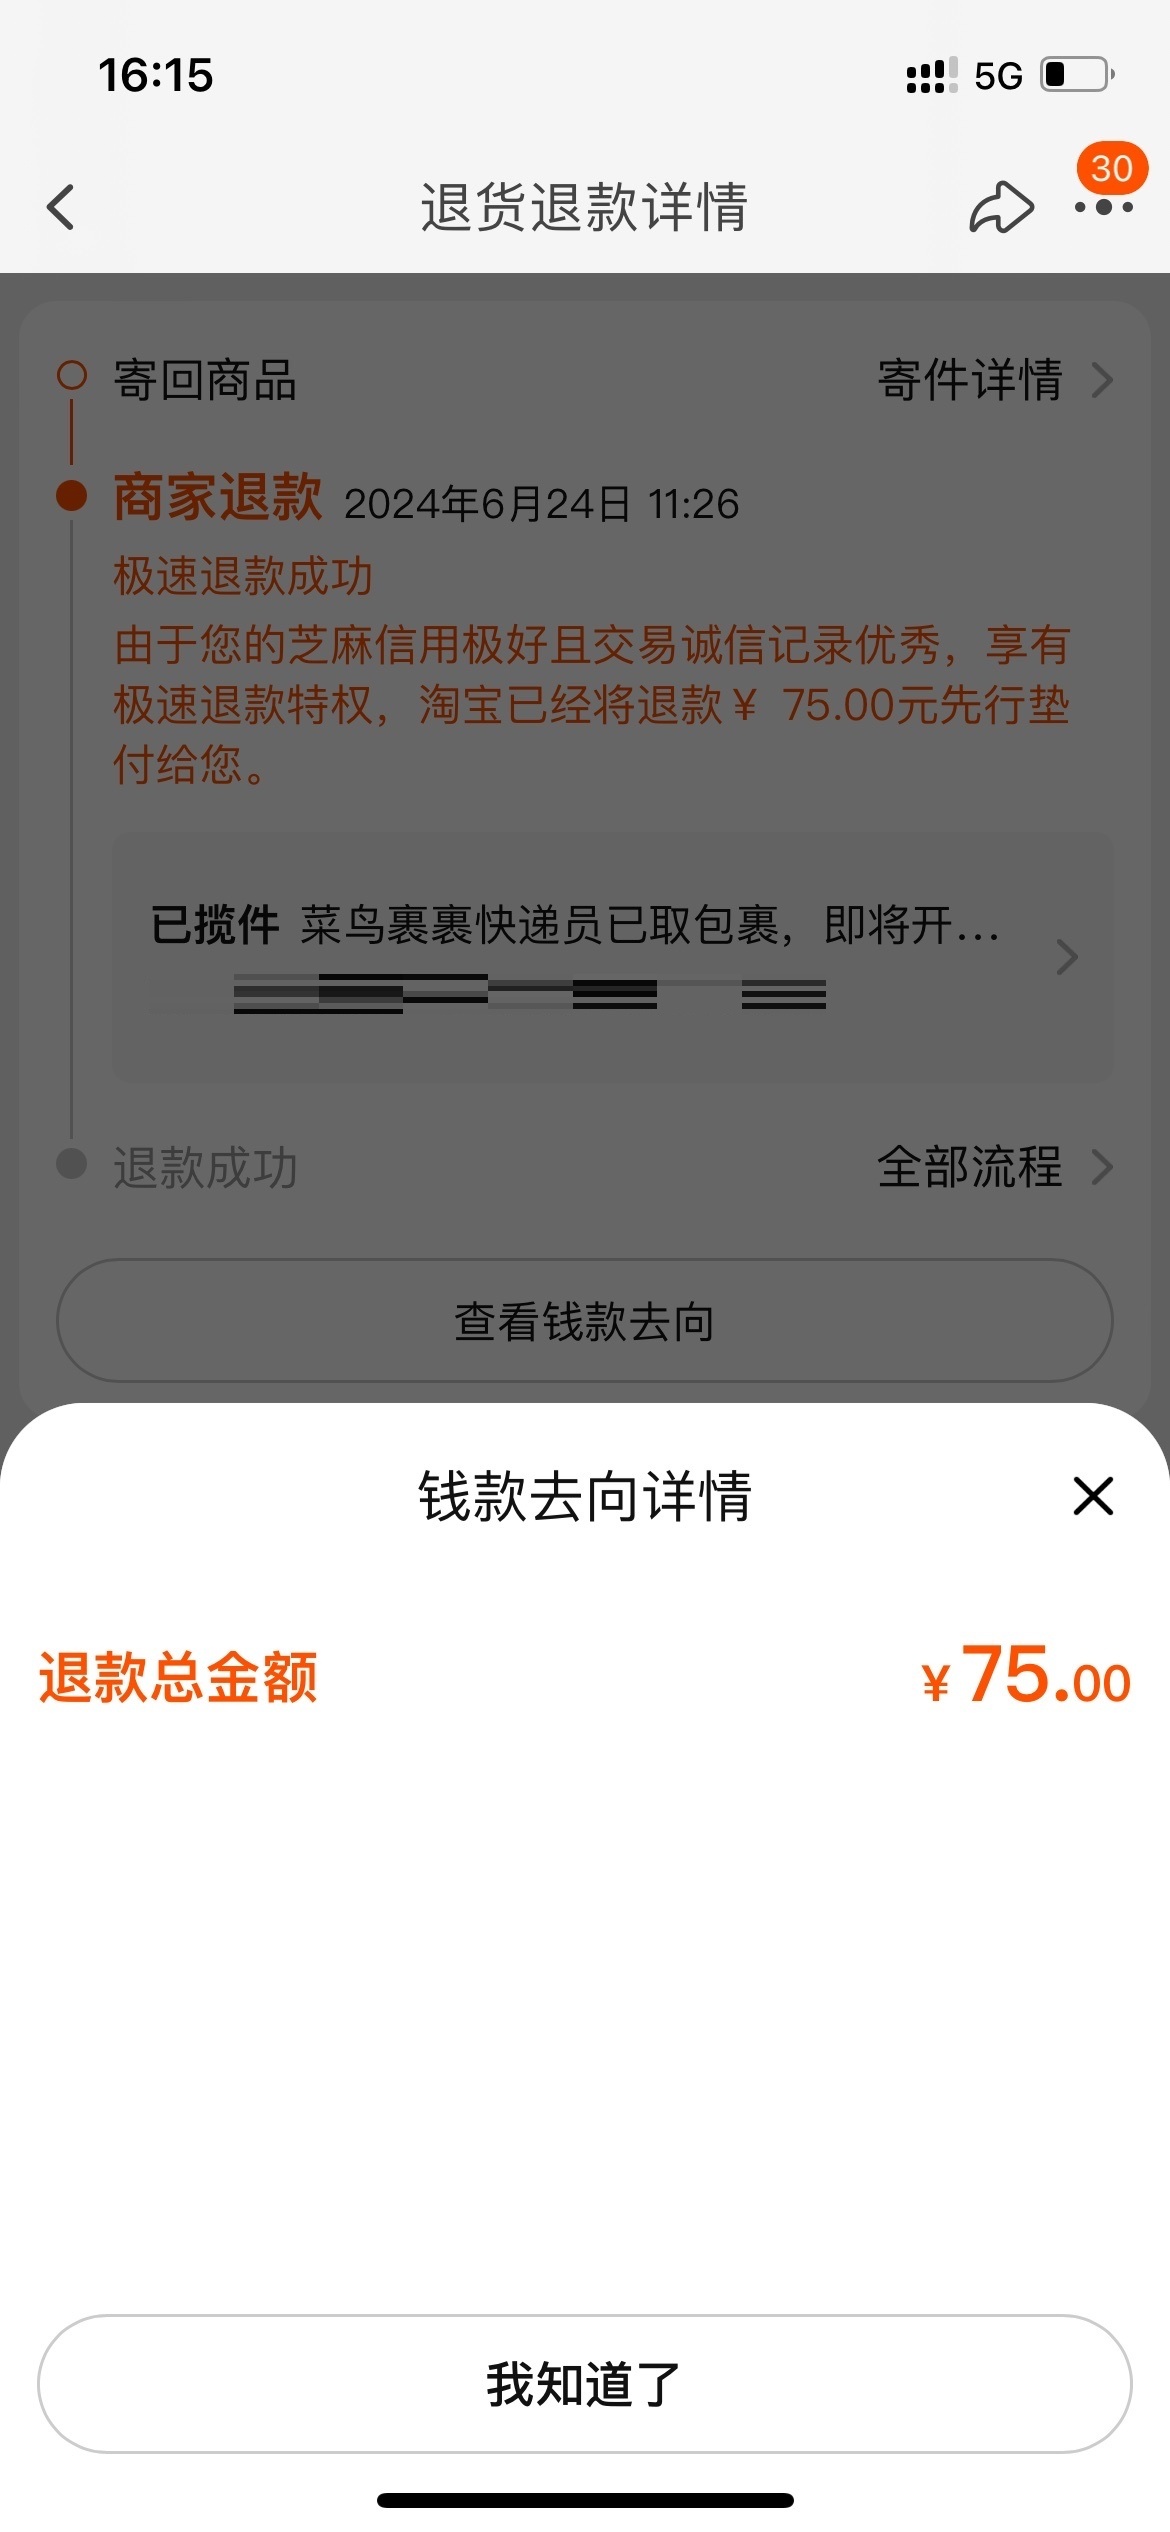 16:15
5G
30
退货退款详情
寄回商品 寄件详情
商家退款 2024年6月24日 11:26
极速退款成功
由于您的芝麻信用极好且交易诚信记录优秀，享有
极速退款特权，淘宝已经将退款¥ 75.00元先行垫
付给您。
已揽件 菜鸟裹裹快递员已取包裹，即将开...
退款成功 全部流程
查看钱款去向
钱款去向详情
退款总金额 ¥75.00
我知道了